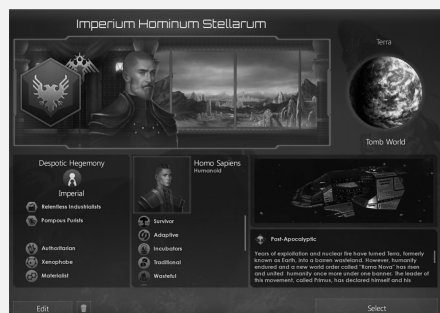 Imperium Hominum Stellarum
Terra
Tomb World
Despotic Hegemony
Imperial
Relentless Industrialists
Pompous Purists
Authoritarian
Xenophobe
Materialist
Homo Sapiens
Humanoid
Survivor
Adaptive
Incubators
Traditional
Wasteful
Post-Apocalyptic
Years of exploitation and nuclear fire have turned Terra, formerly
known as Earth, into a barren wasteland. However, humanity
endured and a new world order called "Roma Nova" has risen
and united humanity once more under one banner. The leader of
this movement, called Primus, has declared himself and his
Edit
Select